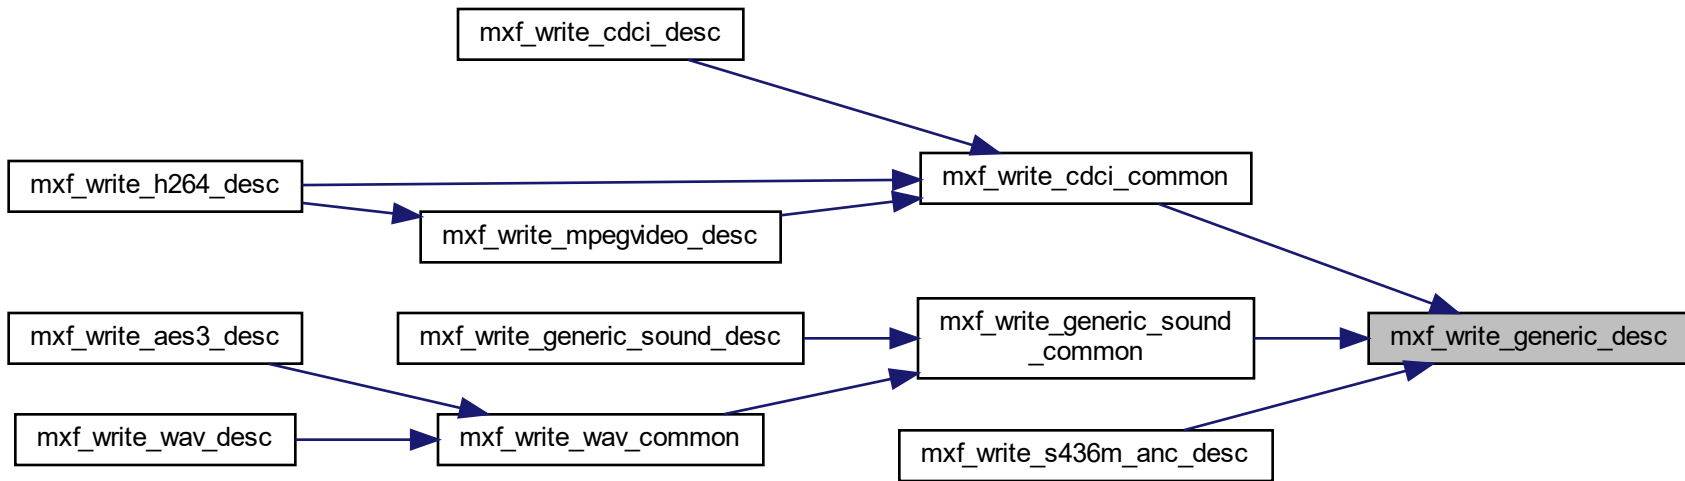 mxf_write_cdci_desc
mxf_write_h264_desc
mxf_write_cdci_common
mxf_write_mpegvideo_desc
mxf_write_aes3_desc
mxf_write_generic_sound_desc
mxf_write_generic_sound
_common
mxf_write_generic_desc
mxf_write_wav_desc
mxf_write_wav_common
mxf_write_s436m_anc_desc